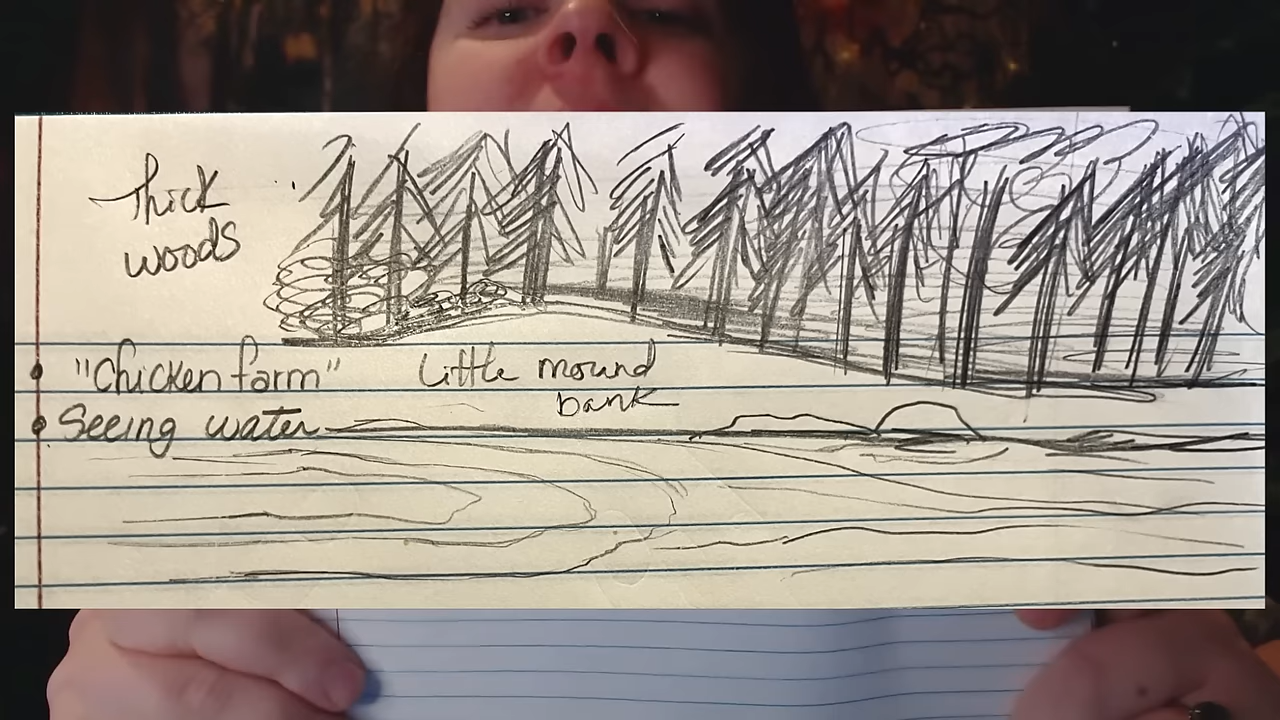 Thick
woods
"Chicken farm"
Little mound
bank
Seeing water